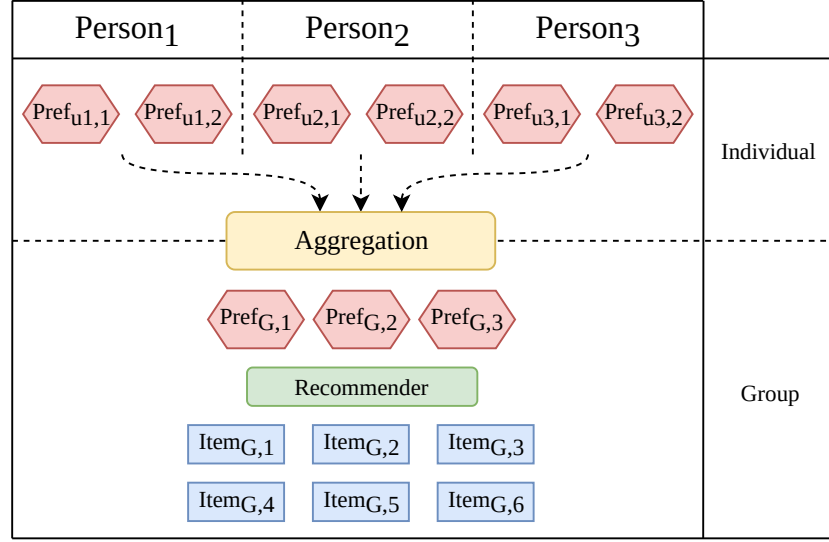 Person1 Person2 Person3
Prefu1,1 Prefu1,2 Prefu2,1 Prefu2,2 Prefu3,1 Prefu3,2
Individual
Aggregation
PrefG,1 PrefG,2 PrefG,3
Recommender
Group
ItemG,1 ItemG,2 ItemG,3
ItemG,4 ItemG,5 ItemG,6